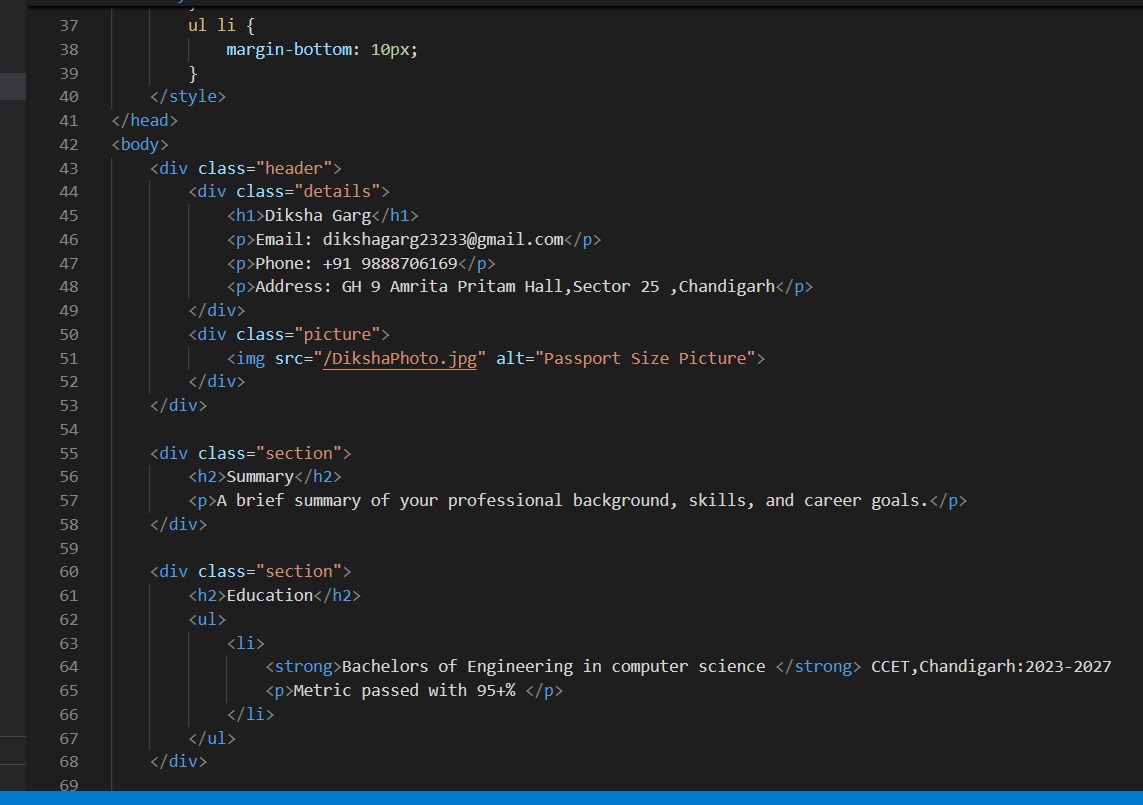 37 ul li {
38 margin-bottom: 10px;
39 }
40 </style>
41 </head>
42 <body>
43 <div class="header">
44 <div class="details">
45 <h1>Diksha Garg</h1>
46 <p>Email: dikshagarg23233@gmail.com</p>
47 <p>Phone: +91 9888706169</p>
48 <p>Address: GH 9 Amrita Pritam Hall,Sector 25 ,Chandigarh</p>
49 </div>
50 <div class="picture">
51 <img src="/DikshaPhoto.jpg" alt="Passport Size Picture">
52 </div>
53 </div>
54
55 <div class="section">
56 <h2>Summary</h2>
57 <p>A brief summary of your professional background, skills, and career goals.</p>
58 </div>
59
60 <div class="section">
61 <h2>Education</h2>
62 <ul>
63 <li>
64 <strong>Bachelors of Engineering in computer science </strong> CCET,Chandigarh:2023-2027
65 <p>Metric passed with 95+% </p>
66 </li>
67 </ul>
68 </div>
69